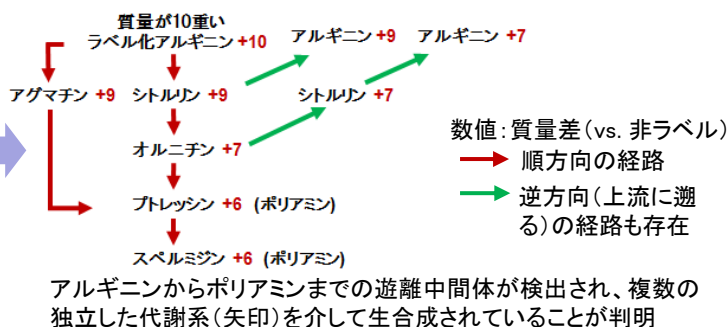 質量が10重い
ラベル化アルギニン +10
アルギニン +9
アルギニン +7
アグマチン +9
シトルリン +9
シトルリン +7
オルニチン +7
プトレッシン +6 (ポリアミン)
スペルミジン +6 (ポリアミン)
数値：質量差（vs. 非ラベル）
順方向の経路
逆方向（上流に遡
る）の経路も存在
アルギニンからポリアミンまでの遊離中間体が検出され、複数の
独立した代謝系（矢印）を介して生合成されていることが判明